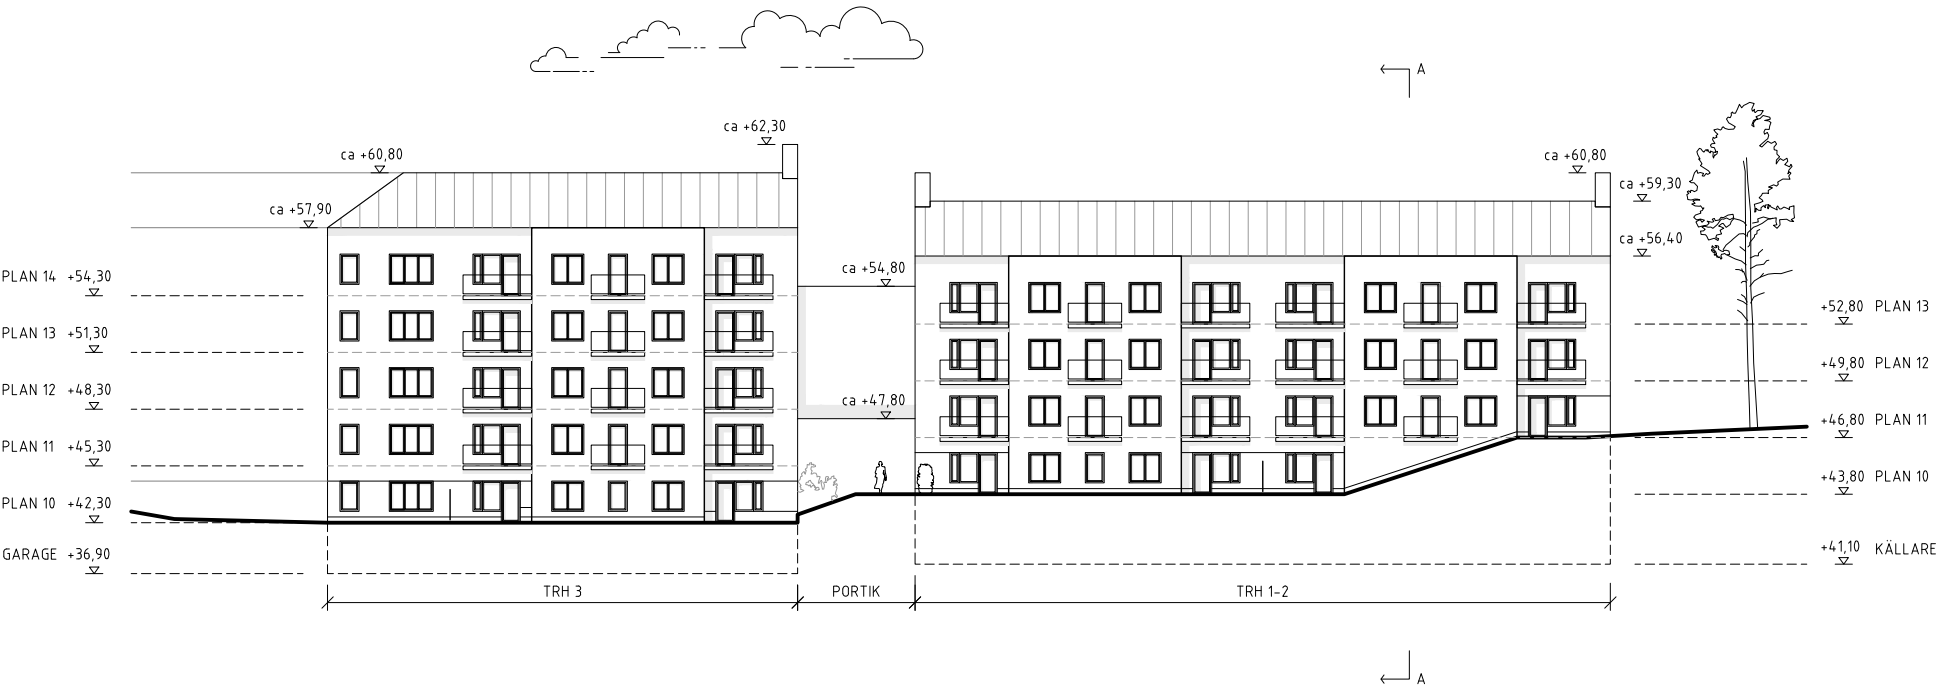 A
ca +62,30
ca +60,80
ca +60,80
ca +59,30
ca +57,90
ca +56,40
PLAN 14 +54,30
ca +54,80
+52,80 PLAN 13
PLAN 13 +51,30
+49,80 PLAN 12
PLAN 12 +48,30
ca +47,80
+46,80 PLAN 11
PLAN 11 +45,30
+43,80 PLAN 10
PLAN 10 +42,30
GARAGE +36,90
+41,10 KÄLLARE
TRH 3
PORTIK
TRH 1-2
A